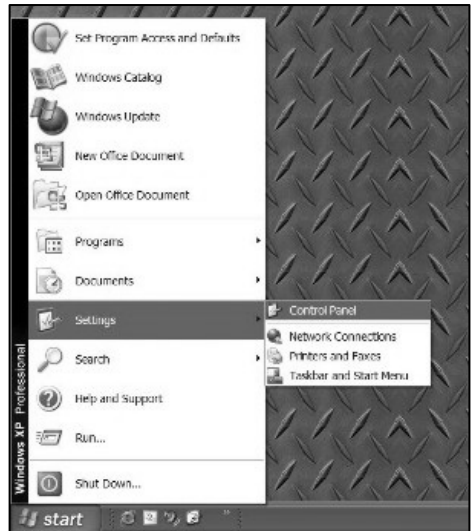 Set Program Access and Defaults
Windows Catalog
Windows Update
New Office Document
Open Office Document
Programs
Documents
Settings
Control Panel
Network Connections
Printers and Faxes
Taskbar and Start Menu
Search
Help and Support
Run...
Shut Down...
Windows XP Professional
start